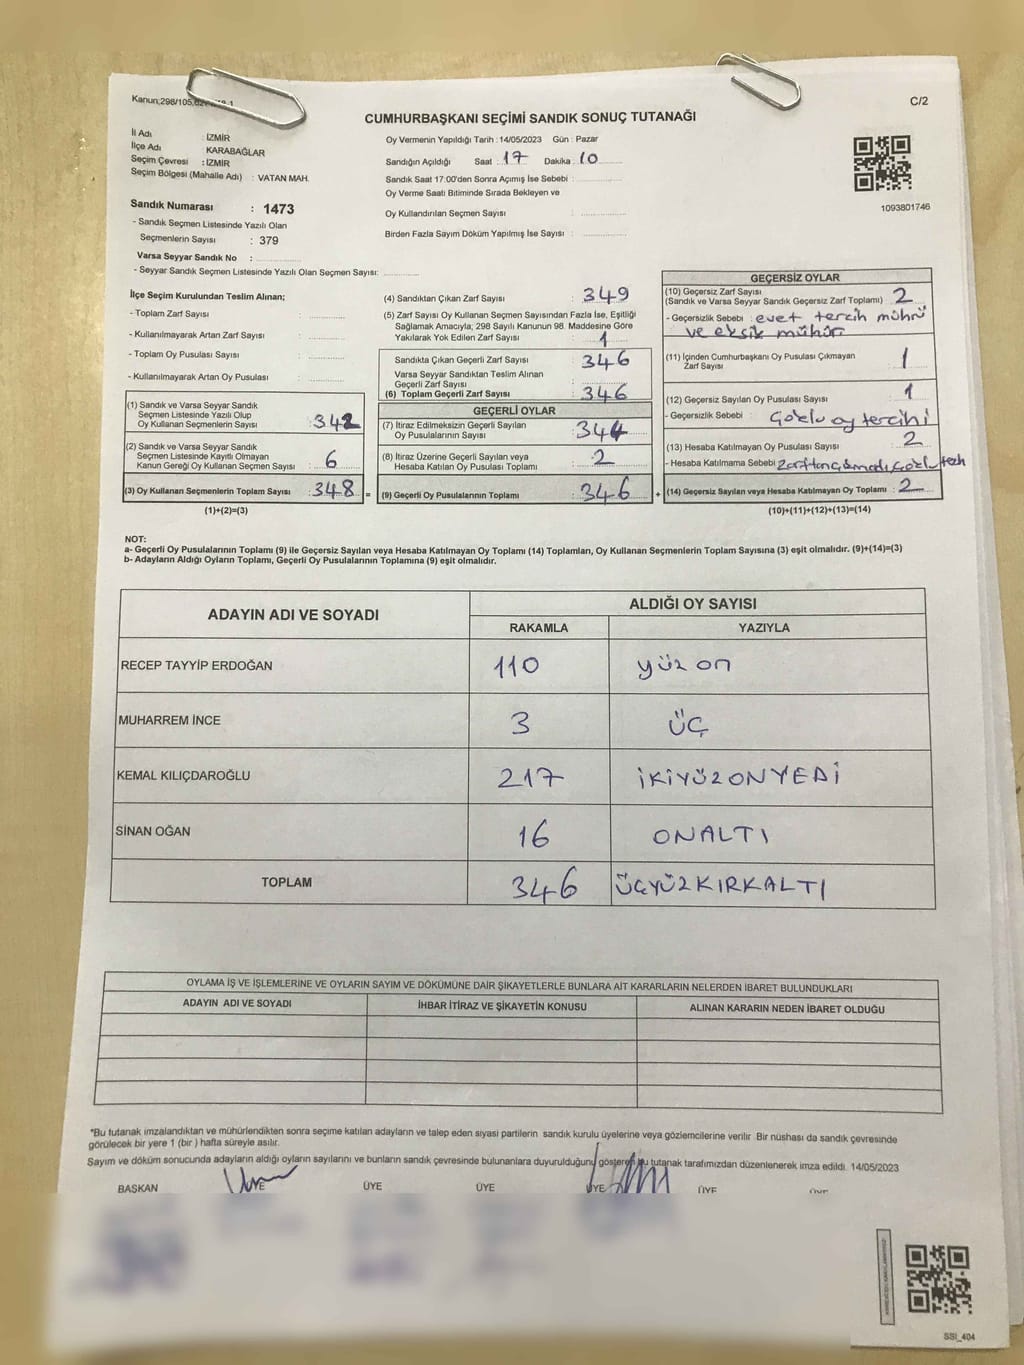 Kanun:298/105
C/2
CUMHURBAŞKANI SEÇİMİ SANDIK SONUÇ TUTANAĞI
İl Adı : İZMİR
İlçe Adı : KARABAĞLAR
Seçim Çevresi : İZMİR
Seçim Bölgesi (Mahalle Adı) : VATAN MAH.
Sandık Numarası : 1473
- Sandık Seçmen Listesinde Yazılı Olan
Seçmenlerin Sayısı : 379
Varsa Seyyar Sandık No :
- Seyyar Sandık Seçmen Listesinde Yazılı Olan Seçmen Sayısı:
Oy Vermenin Yapıldığı Tarih : 14/05/2023 Gün : Pazar
Sandığın Açıldığı Saat : 17 Dakika : 10
Sandık Saat 17.00'den Sonra Açımış İse Sebebi :
Oy Verme Saati Bitiminde Sırada Bekleyen ve
Oy Kullandırılan Seçmen Sayısı :
Birden Fazla Sayım Döküm Yapılmış İse Sayısı :
1093801746
İlçe Seçim Kurulundan Teslim Alınan;
- Toplam Zarf Sayısı :
- Kullanılmayarak Artan Zarf Sayısı :
- Toplam Oy Pusulası Sayısı :
- Kullanılmayarak Artan Oy Pusulası :
(1) Sandık ve Varsa Seyyar Sandık
Seçmen Listesinde Yazılı Olup
Oy Kullanan Seçmenlerin Sayısı : 342
(2) Sandık ve Varsa Seyyar Sandık
Seçmen Listesinde Kayıtlı Olmayan
Kanun Gereği Oy Kullanan Seçmen Sayısı : 6
(3) Oy Kullanan Seçmenlerin Toplam Sayısı : 348 =
(1)+(2)=(3)
(4) Sandıktan Çıkan Zarf Sayısı : 349
(5) Zarf Sayısı Oy Kullanan Seçmen Sayısından Fazla İse, Eşitliği
Sağlamak Amacıyla; 298 Sayılı Kanunun 98. Maddesine Göre
Yakılarak Yok Edilen Zarf Sayısı : 1
Sandıkta Çıkan Geçerli Zarf Sayısı : 346
Varsa Seyyar Sandıktan Teslim Alınan
Geçerli Zarf Sayısı :
(6) Toplam Geçerli Zarf Sayısı : 346
GEÇERLİ OYLAR
(7) İtiraz Edilmeksizin Geçerli Sayılan
Oy Pusulalarının Sayısı : 344
(8) İtiraz Üzerine Geçerli Sayılan veya
Hesaba Katılan Oy Pusulası Toplamı : 2
(9) Geçerli Oy Pusulalarının Toplamı : 346 +
GEÇERSİZ OYLAR
(10) Geçersiz Zarf Sayısı
(Sandık ve Varsa Seyyar Sandık Geçersiz Zarf Toplamı) : 2
- Geçersizlik Sebebi : evet tercih mührü
ve eksik mühür
(11) İçinden Cumhurbaşkanı Oy Pusulası Çıkmayan
Zarf Sayısı : 1
(12) Geçersiz Sayılan Oy Pusulası Sayısı : 1
- Geçersizlik Sebebi : Çoklu oy tercihi
(13) Hesaba Katılmayan Oy Pusulası Sayısı : 2
- Hesaba Katılmama Sebebi : zarftan çıkmadı, çoklu
(14) Geçersiz Sayılan veya Hesaba Katılmayan Oy Toplamı : 2
(10)+(11)+(12)+(13)=(14)
NOT:
a- Geçerli Oy Pusulalarının Toplamı (9) ile Geçersiz Sayılan veya Hesaba Katılmayan Oy Toplamı (14) Toplamları, Oy Kullanan Seçmenlerin Toplam Sayısına (3) eşit olmalıdır. (9)+(14)=(3)
b- Adayların Aldığı Oyların Toplamı, Geçerli Oy Pusulalarının Toplamına (9) eşit olmalıdır.
ADAYIN ADI VE SOYADI ALDIĞI OY SAYISI
RAKAMLA YAZIYLA
RECEP TAYYİP ERDOĞAN 110 yüz on
MUHARREM İNCE 3 ÜÇ
KEMAL KILIÇDAROĞLU 217 İKİYÜZONYEDİ
SİNAN OĞAN 16 ONALTI
TOPLAM 346 ÜÇYÜZKIRKALTI
OYLAMA İŞ VE İŞLEMLERİNE VE OYLARIN SAYIM VE DÖKÜMÜNE DAİR ŞİKAYETLERLE BUNLARA AİT KARARLARIN NELERDEN İBARET BULUNDUKLARI
ADAYIN ADI VE SOYADI İHBAR İTİRAZ VE ŞİKAYETİN KONUSU ALINAN KARARIN NEDEN İBARET OLDUĞU
*Bu tutanak imzalandıktan ve mühürlendikten sonra seçime katılan adayların ve talep eden siyasi partilerin sandık kurulu üyelerine veya gözlemcilerine verilir. Bir nüshası da sandık çevresinde
görülecek bir yere 1 (bir ) hafta süreyle asılır.
Sayım ve döküm sonucunda adayların aldığı oyların sayılarını ve bunların sandık çevresinde bulunanlara duyurulduğunu gösteren bu tutanak tarafımızdan düzenlenerek imza edildi. 14/05/2023
BAŞKAN ÜYE ÜYE ÜYE ÜYE ÜYE ÜYE
SSI_404